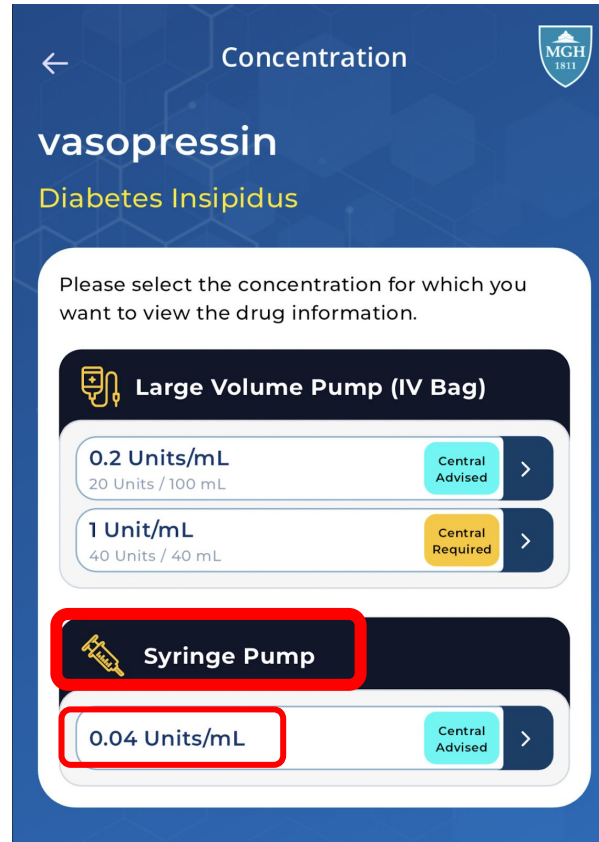 Concentration
MGH
1811
vasopressin
Diabetes Insipidus
Please select the concentration for which you
want to view the drug information.
Large Volume Pump (IV Bag)
0.2 Units/mL
20 Units / 100 mL
Central
Advised
1 Unit/mL
40 Units / 40 mL
Central
Required
Syringe Pump
0.04 Units/mL
Central
Advised